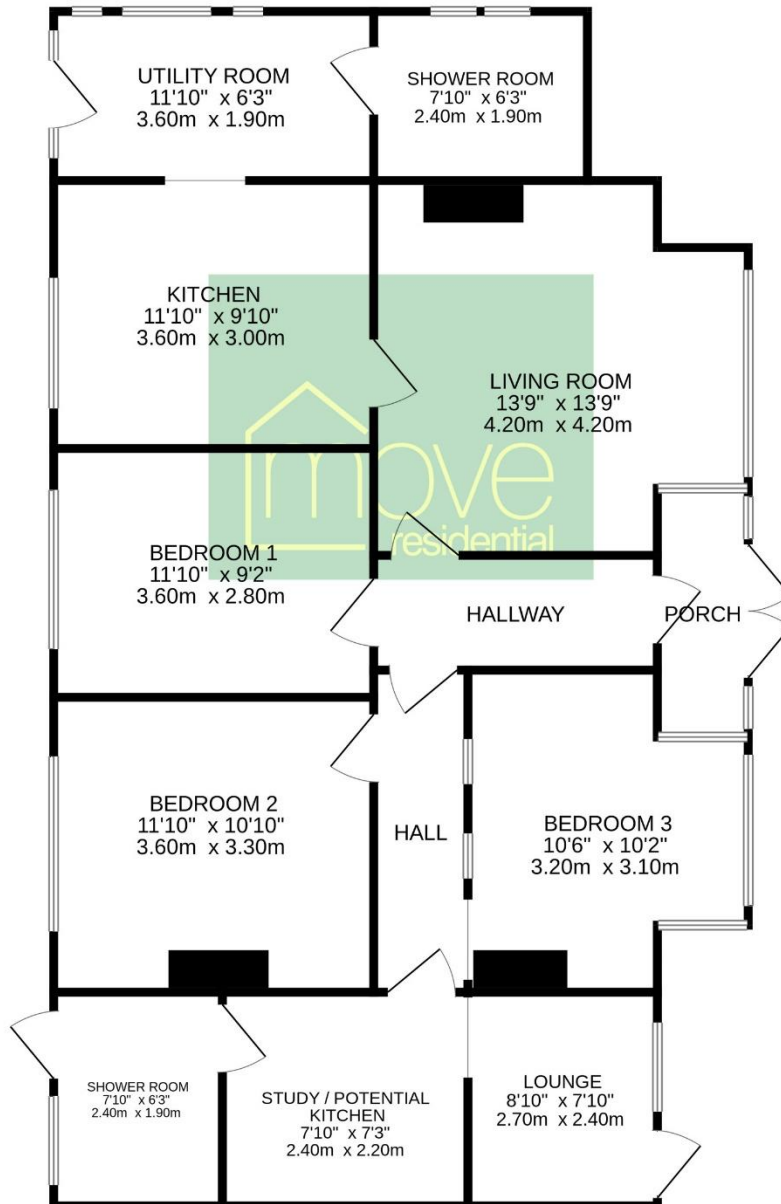 UTILITY ROOM
11'10" x 6'3"
3.60m x 1.90m
SHOWER ROOM
7'10" x 6'3"
2.40m x 1.90m
KITCHEN
11'10" x 9'10"
3.60m x 3.00m
LIVING ROOM
13'9" x 13'9"
4.20m x 4.20m
move
residential
BEDROOM 1
11'10" x 9'2"
3.60m x 2.80m
HALLWAY
PORCH
BEDROOM 2
11'10" x 10'10"
3.60m x 3.30m
HALL
BEDROOM 3
10'6" x 10'2"
3.20m x 3.10m
SHOWER ROOM
7'10" x 6'3"
2.40m x 1.90m
STUDY / POTENTIAL
KITCHEN
7'10" x 7'3"
2.40m x 2.20m
LOUNGE
8'10" x 7'10"
2.70m x 2.40m